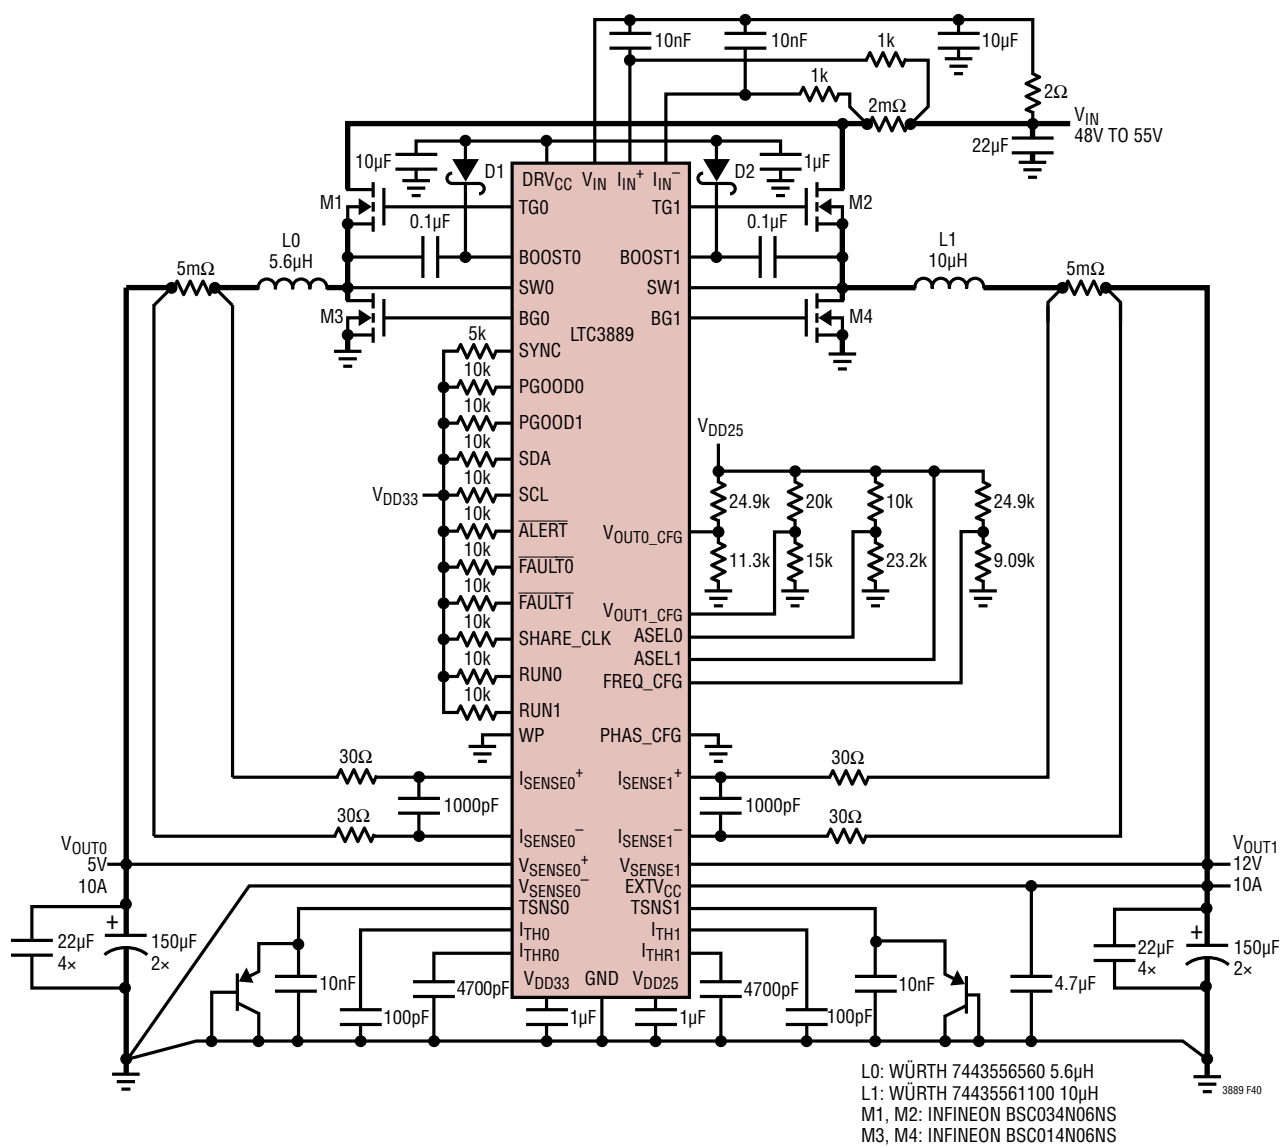 10nF 10nF 1k 10µF
1k
2mΩ 2Ω
VIN
48V TO 55V
22µF
10µF D1 D2 1µF
DRVCC VIN IIN+ IIN–
M1 TG0 TG1 M2
0.1µF 0.1µF
L0
5.6µH
L1
10µH
5mΩ BOOST0 BOOST1 5mΩ
SW0 SW1
M3 BG0 BG1 M4
LTC3889
5k SYNC
10k PGOOD0
10k PGOOD1
10k SDA
VDD33 10k SCL
10k ALERT
10k FAULT0
10k FAULT1
10k SHARE_CLK
10k RUN0
10k RUN1
WP PHAS_CFG
VDD25
24.9k 20k 10k 24.9k
VOUT0_CFG
11.3k 15k 23.2k 9.09k
VOUT1_CFG
ASEL0
ASEL1
FREQ_CFG
30Ω ISENSE0+ ISENSE1+ 30Ω
1000pF 1000pF
30Ω ISENSE0– ISENSE1– 30Ω
VOUT0
5V
10A
VSENSE0+ VSENSE1
VSENSE0– EXTVCC
TSNS0 TSNS1
ITH0 ITH1
ITHR0 ITHR1
VDD33 GND VDD25
VOUT1
12V
10A
22µF
4×
+
150µF
2×
10nF 100pF 4700pF 1µF 1µF 4700pF 100pF 10nF 4.7µF
22µF
4×
+
150µF
2×
L0: WÜRTH 7443556560 5.6µH
L1: WÜRTH 74435561100 10µH
M1, M2: INFINEON BSC034N06NS
M3, M4: INFINEON BSC014N06NS
3889 F40